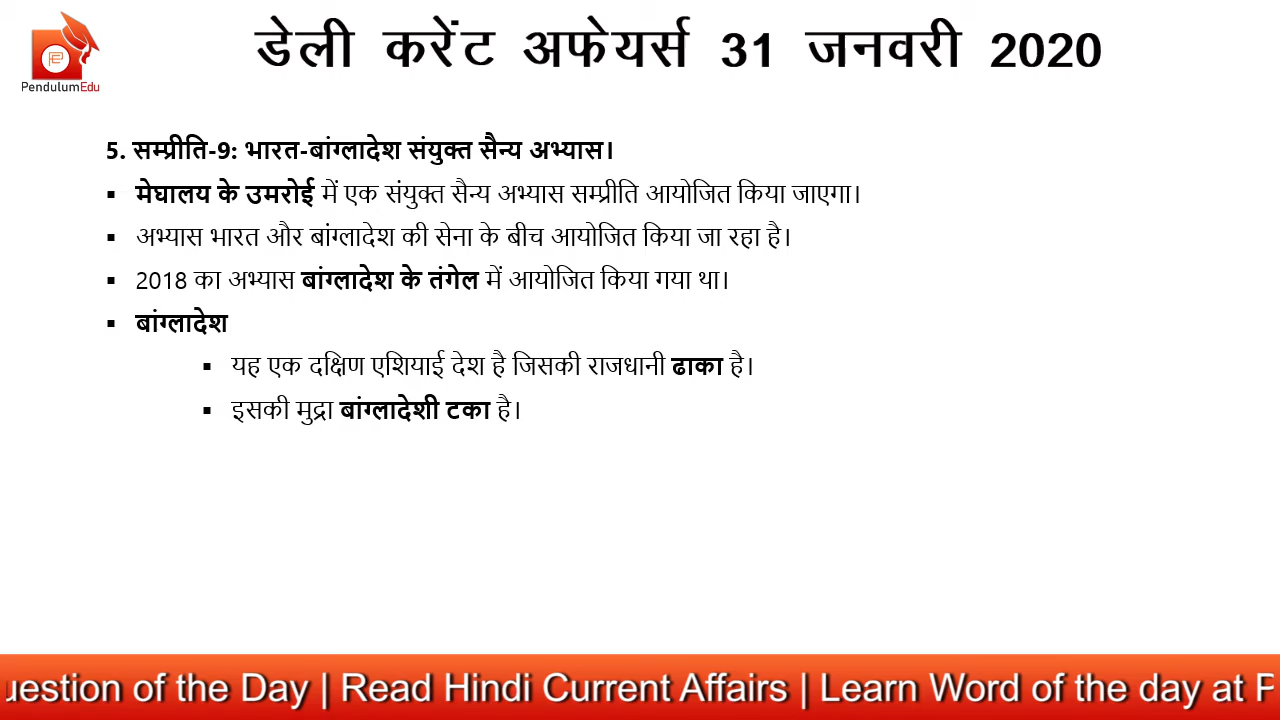 डेली करेंट अफेयर्स 31 जनवरी 2020
PendulumEdu
5. सम्प्रीति-9: भारत-बांग्लादेश संयुक्त सैन्य अभ्यास।
▪ मेघालय के उमरोई में एक संयुक्त सैन्य अभ्यास सम्प्रीति आयोजित किया जाएगा।
▪ अभ्यास भारत और बांग्लादेश की सेना के बीच आयोजित किया जा रहा है।
▪ 2018 का अभ्यास बांग्लादेश के तंगेल में आयोजित किया गया था।
▪ बांग्लादेश
▪ यह एक दक्षिण एशियाई देश है जिसकी राजधानी ढाका है।
▪ इसकी मुद्रा बांग्लादेशी टका है।
uestion of the Day | Read Hindi Current Affairs | Learn Word of the day at P